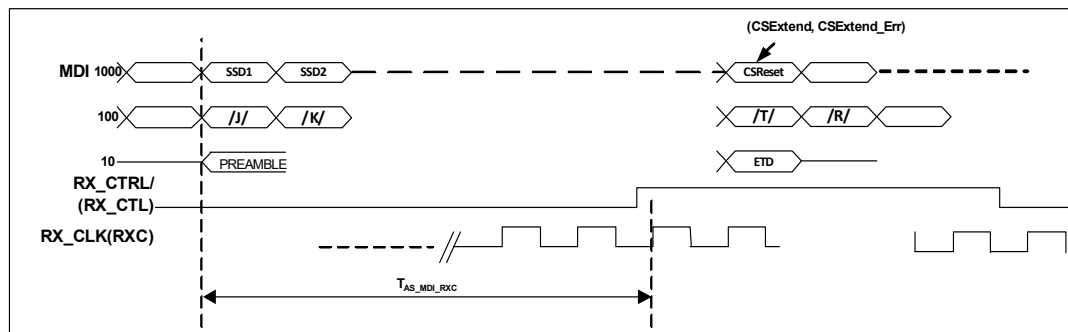 (CSExtend, CSExtend_Err)
MDI 1000 SSD1 SSD2 CSReset
100 /J/ /K/ /T/ /R/
10 PREAMBLE ETD
RX_CTRL/
(RX_CTL)
RX_CLK(RXC)
TAS_MDI_RXC